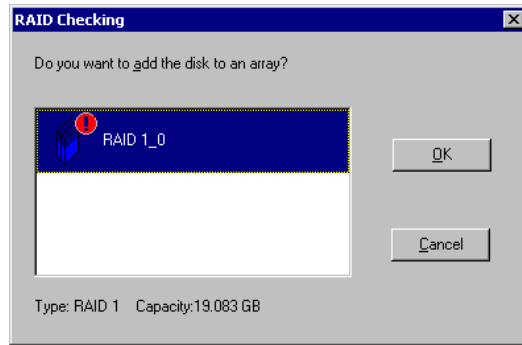 RAID Checking
Do you want to add the disk to an array?
RAID 1_0
OK
Cancel
Type: RAID 1 Capacity:19.083 GB